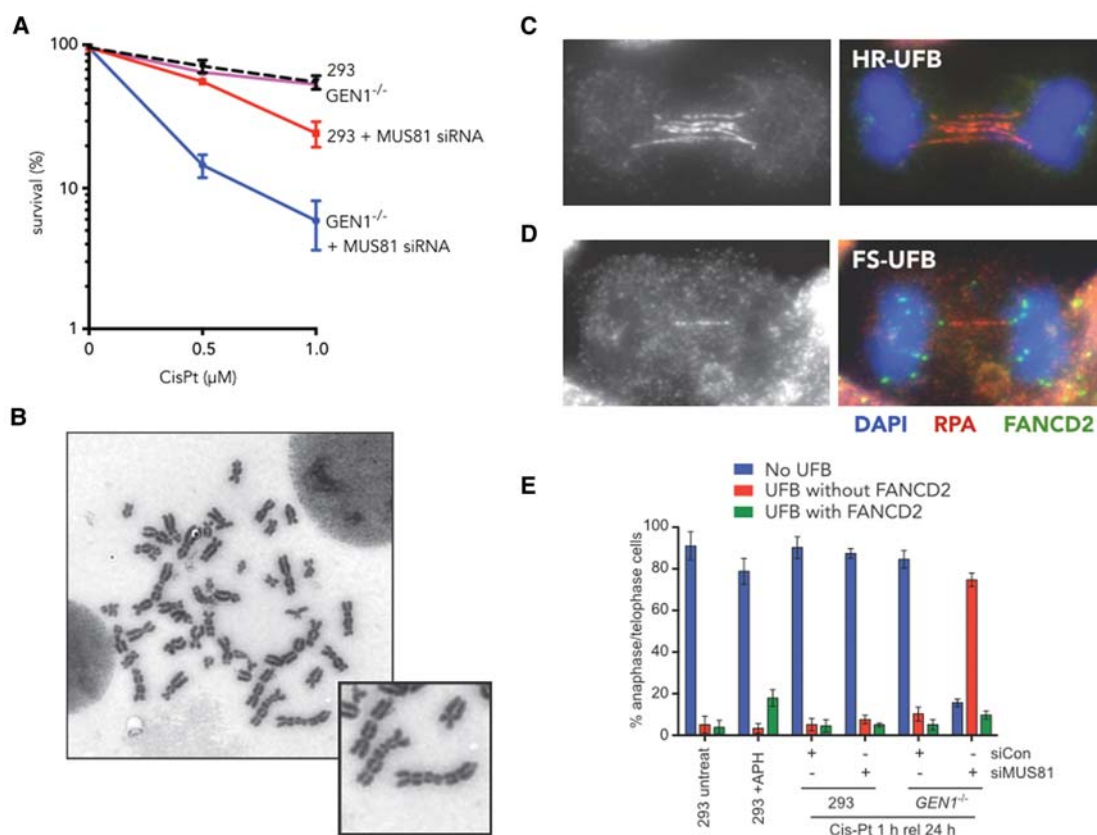 A
100
10
1
survival (%)
0
0.5
1.0
CisPt (µM)
293
GEN1-/-
293 + MUS81 siRNA
GEN1-/-
+ MUS81 siRNA
B
C
HR-UFB
D
FS-UFB
DAPI RPA FANCD2
E
No UFB
UFB without FANCD2
UFB with FANCD2
% anaphase/telophase cells
100
80
60
40
20
0
293 untreat
293 +APH
+ - + - siCon
- + - + siMUS81
293
GEN1-/-
Cis-Pt 1 h rel 24 h